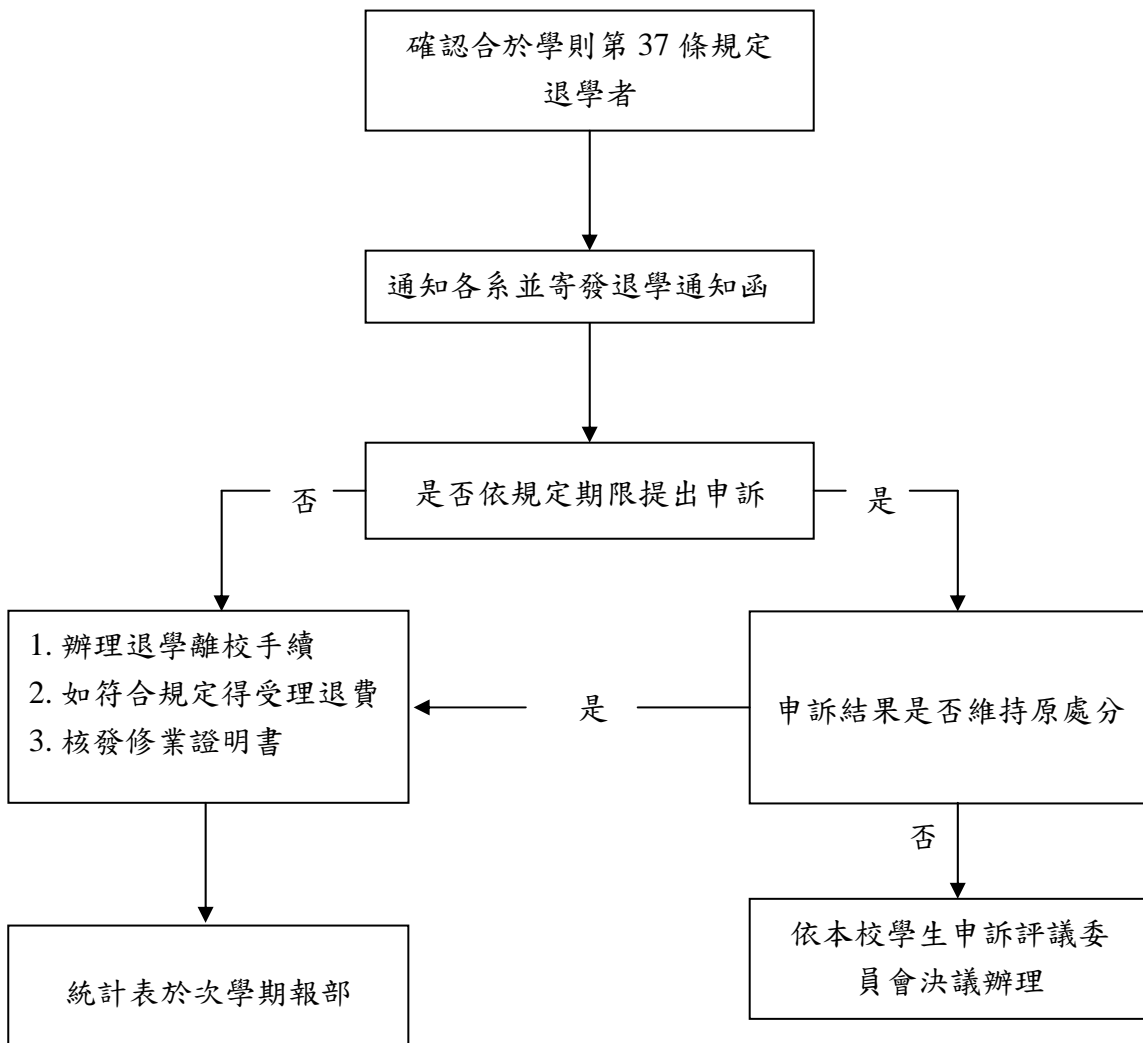 確認合於學則第 37 條規定
退學者
通知各系並寄發退學通知函
是否依規定期限提出申訴
否
是
1. 辦理退學離校手續
2. 如符合規定得受理退費
3. 核發修業證明書
是
申訴結果是否維持原處分
否
統計表於次學期報部
依本校學生申訴評議委
員會決議辦理